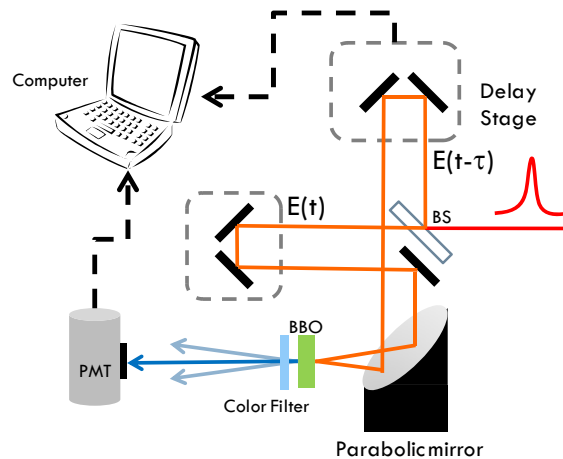 Computer
Delay
Stage
E(t-τ)
E(t)
BS
BBO
PMT
Color Filter
Parabolic mirror